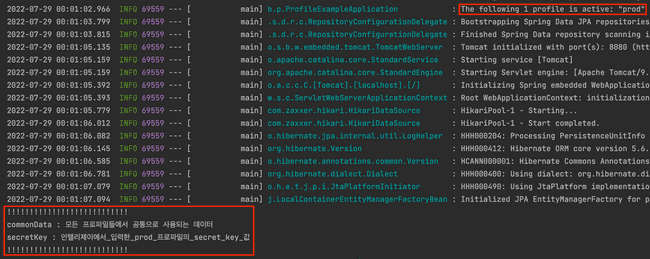 2022-07-29 00:01:02.966 INFO 69559 --- [ main] b.p.ProfileExampleApplication : The following 1 profile is active: "prod"
2022-07-29 00:01:03.799 INFO 69559 --- [ main] .s.d.r.c.RepositoryConfigurationDelegate : Bootstrapping Spring Data JPA repositories
2022-07-29 00:01:03.815 INFO 69559 --- [ main] .s.d.r.c.RepositoryConfigurationDelegate : Finished Spring Data repository scanning i
2022-07-29 00:01:05.135 INFO 69559 --- [ main] o.s.b.w.embedded.tomcat.TomcatWebServer : Tomcat initialized with port(s): 8080 (htt
2022-07-29 00:01:05.161 INFO 69559 --- [ main] o.apache.catalina.core.StandardService : Starting service [Tomcat]
2022-07-29 00:01:05.161 INFO 69559 --- [ main] org.apache.catalina.core.StandardEngine : Starting Servlet engine: [Apache Tomcat/9.
2022-07-29 00:01:05.392 INFO 69559 --- [ main] o.a.c.c.C.[Tomcat].[localhost].[/] : Initializing Spring embedded WebApplication
2022-07-29 00:01:05.393 INFO 69559 --- [ main] w.s.c.ServletWebServerApplicationContext : Root WebApplicationContext: initialization
2022-07-29 00:01:05.779 INFO 69559 --- [ main] com.zaxxer.hikari.HikariDataSource : HikariPool-1 - Starting...
2022-07-29 00:01:06.012 INFO 69559 --- [ main] com.zaxxer.hikari.HikariDataSource : HikariPool-1 - Start completed.
2022-07-29 00:01:06.082 INFO 69559 --- [ main] o.hibernate.jpa.internal.util.LogHelper : HHH000204: Processing PersistenceUnitInfo
2022-07-29 00:01:06.145 INFO 69559 --- [ main] org.hibernate.Version : HHH000412: Hibernate ORM core version 5.6.
2022-07-29 00:01:06.585 INFO 69559 --- [ main] o.hibernate.annotations.common.Version : HCANN000001: Hibernate Commons Annotations
2022-07-29 00:01:06.781 INFO 69559 --- [ main] org.hibernate.dialect.Dialect : HHH000400: Using dialect: org.hibernate.di
2022-07-29 00:01:07.079 INFO 69559 --- [ main] o.h.e.t.j.p.i.JtaPlatformInitiator : HHH000490: Using JtaPlatform implementatio
2022-07-29 00:01:07.094 INFO 69559 --- [ main] j.LocalContainerEntityManagerFactoryBean : Initialized JPA EntityManagerFactory for p
!!!!!!!!!!!!!!!!!!!!!!!!!!!!
commonData : 모든 프로파일들에서 공통으로 사용되는 데이터
secretKey : 인텔리제이에서_입력한_prod_프로파일의_secret_key_값
!!!!!!!!!!!!!!!!!!!!!!!!!!!!